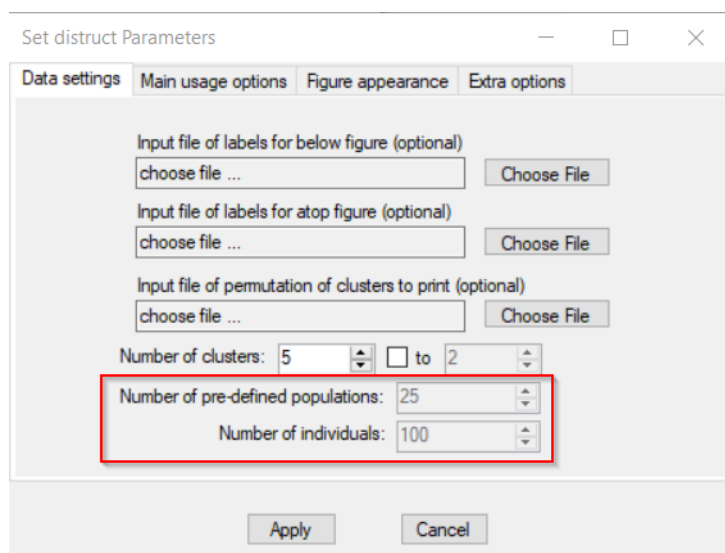 Set distruct Parameters
Data settings Main usage options Figure appearance Extra options
Input file of labels for below figure (optional)
choose file ... Choose File
Input file of labels for atop figure (optional)
choose file ... Choose File
Input file of permutation of clusters to print (optional)
choose file ... Choose File
Number of clusters: 5 to 2
Number of pre-defined populations: 25
Number of individuals: 100
Apply Cancel